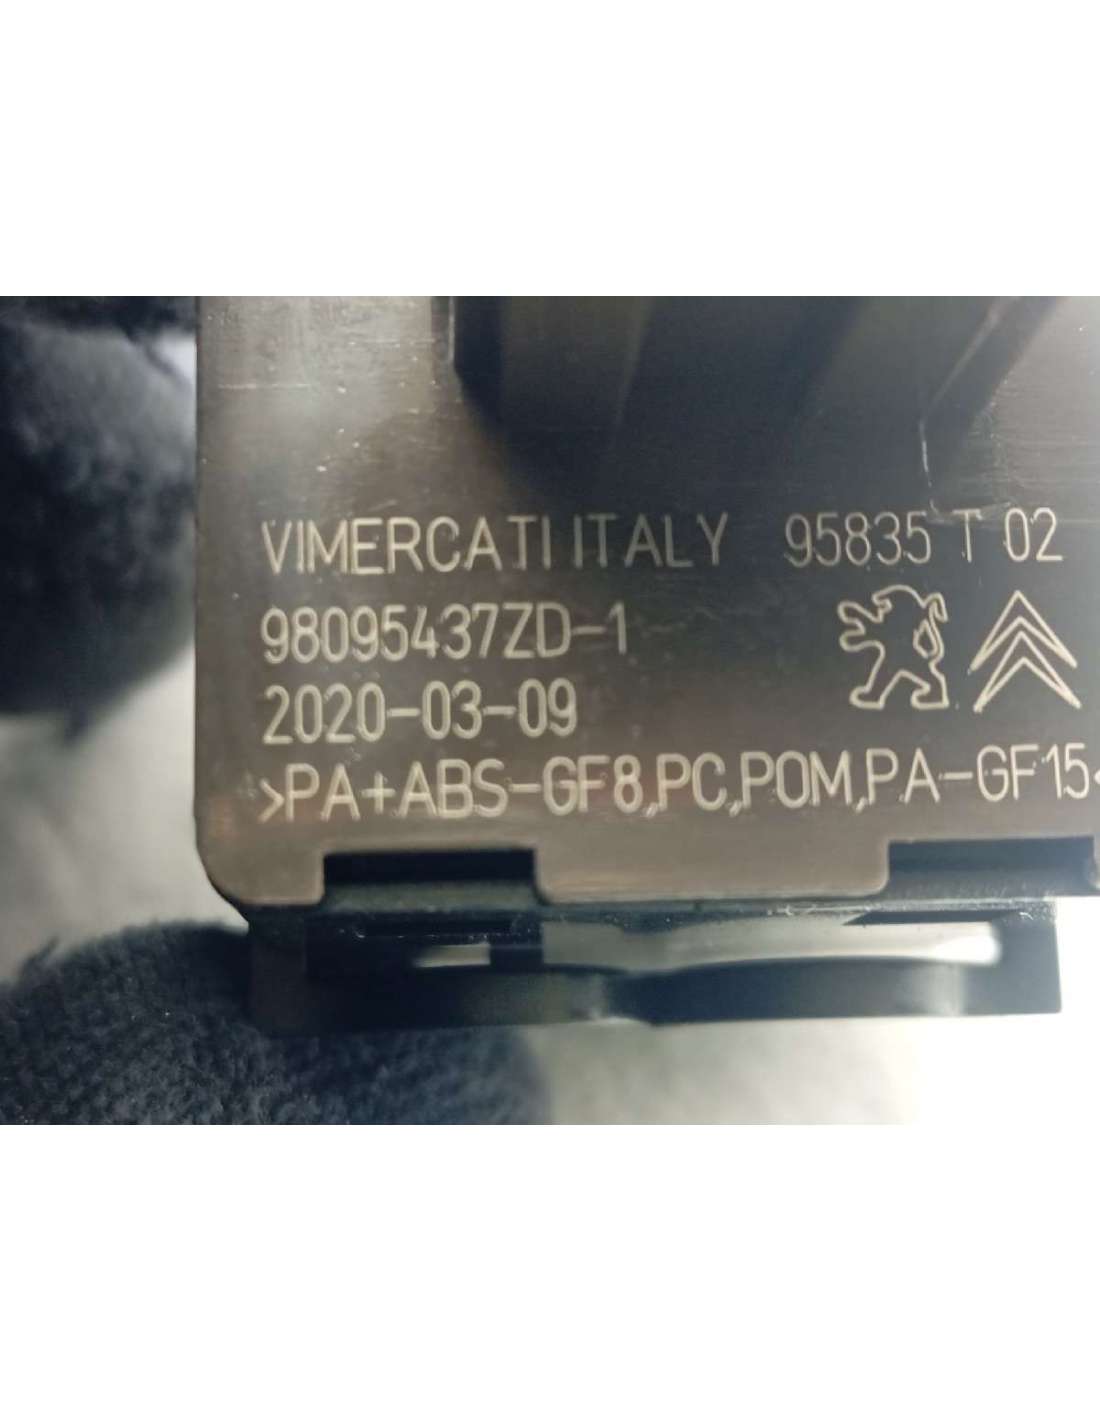 VIMERCATI ITALY 95835 T 02
98095437ZD-1
2020-03-09
>PA+ABS-GF8,PC,POM,PA-GF15<